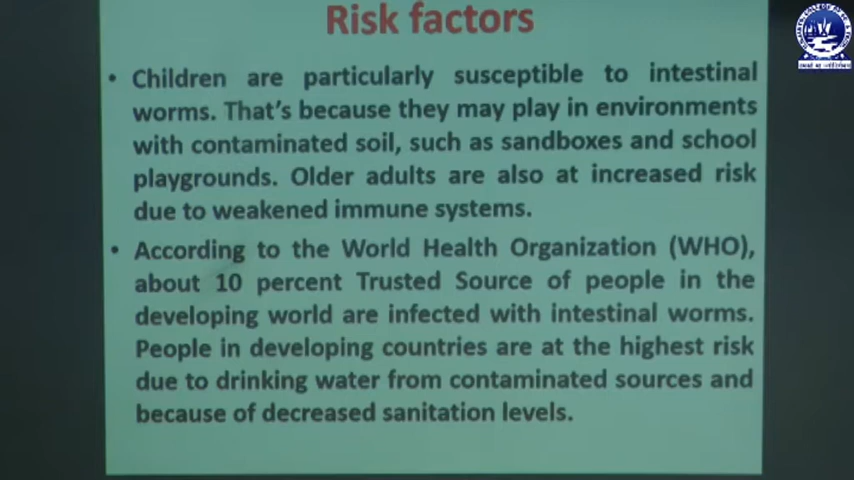 Risk factors
• Children are particularly susceptible to intestinal
worms. That's because they may play in environments
with contaminated soil, such as sandboxes and school
playgrounds. Older adults are also at increased risk
due to weakened immune systems.
• According to the World Health Organization (WHO),
about 10 percent Trusted Source of people in the
developing world are infected with intestinal worms.
People in developing countries are at the highest risk
due to drinking water from contaminated sources and
because of decreased sanitation levels.